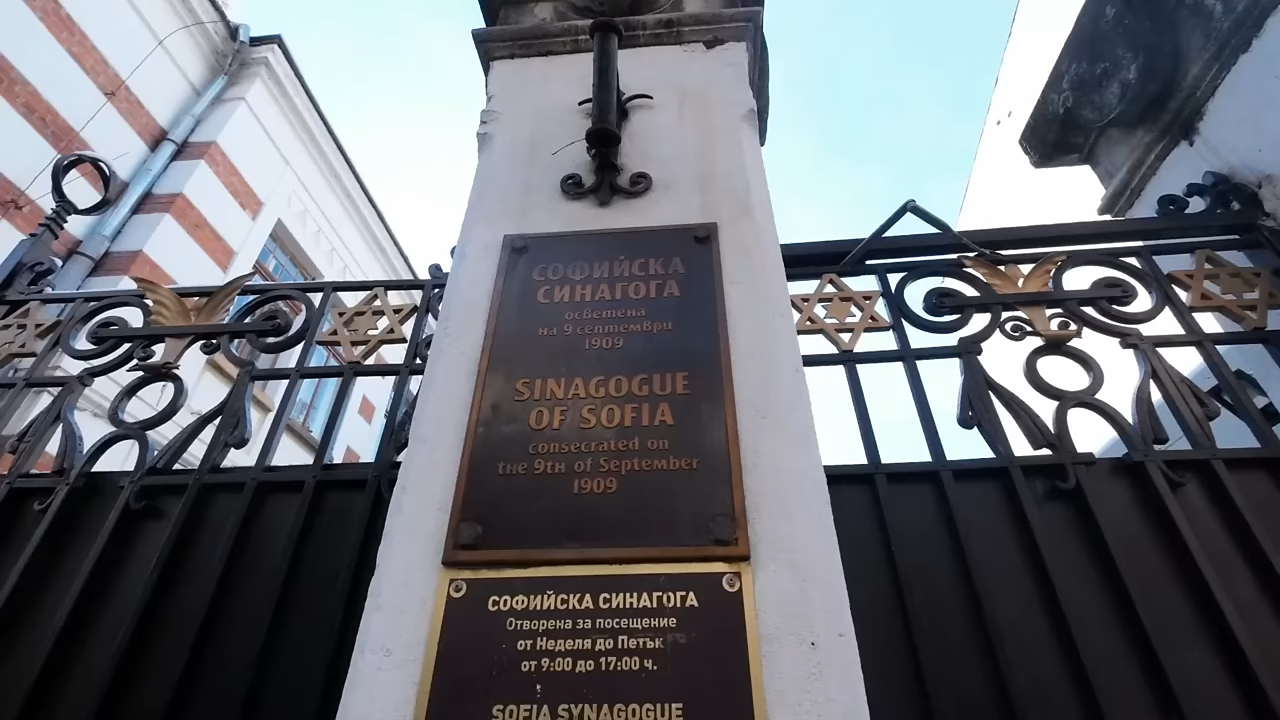 СОФИЙСКА
СИНАГОГА
осветена
на 9 септември
1909
SINAGOGUE
OF SOFIA
consecrated on
the 9th of September
1909
СОФИЙСКА СИНАГОГА
Отворена за посещение
от Неделя до Петък
от 9:00 до 17:00 ч.
SOFIA SYNAGOGUE